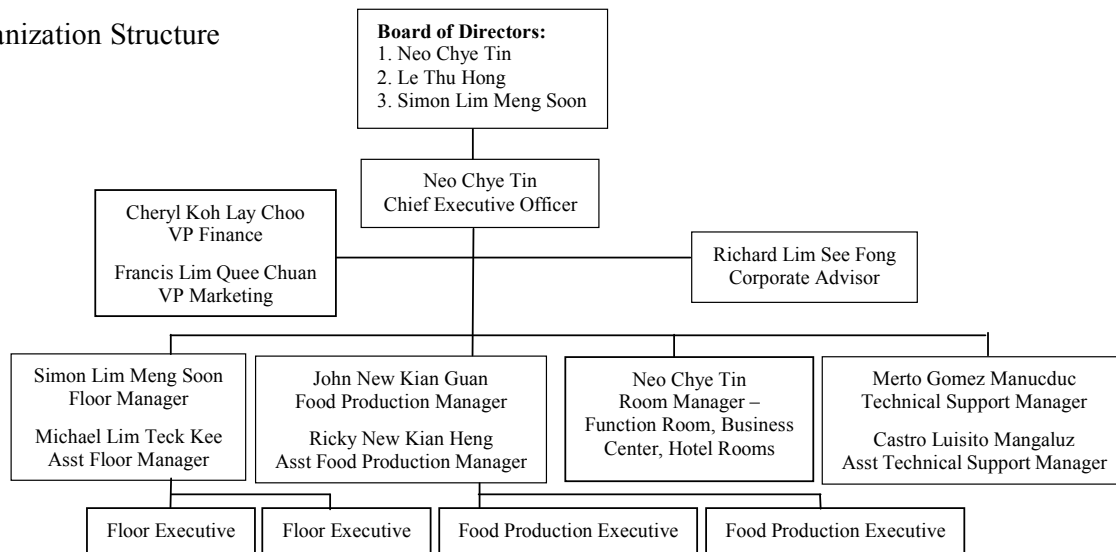 anization Structure
Board of Directors:
1. Neo Chye Tin
2. Le Thu Hong
3. Simon Lim Meng Soon
Neo Chye Tin
Chief Executive Officer
Cheryl Koh Lay Choo
VP Finance
Francis Lim Quee Chuan
VP Marketing
Richard Lim See Fong
Corporate Advisor
Simon Lim Meng Soon
Floor Manager
Michael Lim Teck Kee
Asst Floor Manager
John New Kian Guan
Food Production Manager
Ricky New Kian Heng
Asst Food Production Manager
Neo Chye Tin
Room Manager –
Function Room, Business
Center, Hotel Rooms
Merto Gomez Manucduc
Technical Support Manager
Castro Luisito Mangaluz
Asst Technical Support Manager
Floor Executive
Floor Executive
Food Production Executive
Food Production Executive